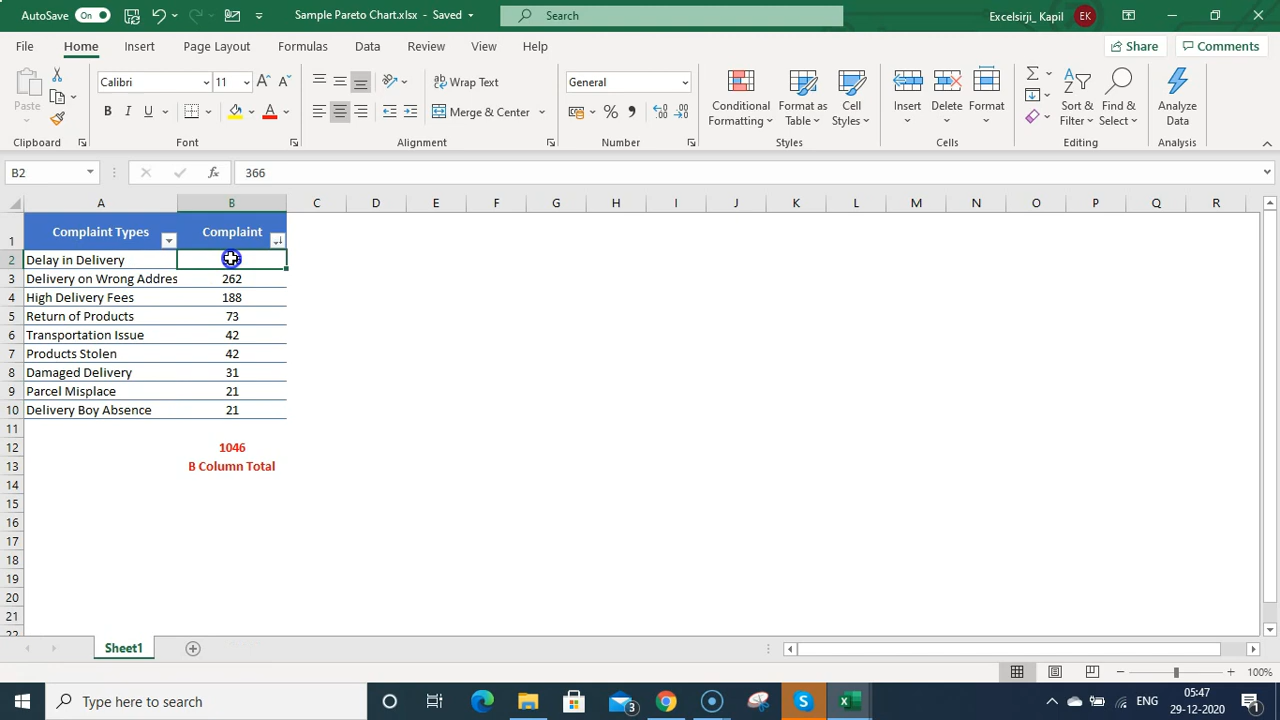 AutoSave On Sample Pareto Chart.xlsx - Saved Search Excelsirji_ Kapil EK
File Home Insert Page Layout Formulas Data Review View Help Share Comments
Calibri 11 A A ab Wrap Text General
Paste B I U A Merge & Center % , Conditional Formatting Format as Table Cell Styles Insert Delete Format Sort & Filter Find & Select Analyze Data
Clipboard Font Alignment Number Styles Cells Editing Analysis
B2 fx 366
A B C D E F G H I J K L M N O P Q R
1 Complaint Types Complaint
2 Delay in Delivery
3 Delivery on Wrong Addres 262
4 High Delivery Fees 188
5 Return of Products 73
6 Transportation Issue 42
7 Products Stolen 42
8 Damaged Delivery 31
9 Parcel Misplace 21
10 Delivery Boy Absence 21
11
12 1046
13 B Column Total
14
15
16
17
18
19
20
21
22
Sheet1
100%
Type here to search 3 S ENG 05:47
29-12-2020 1